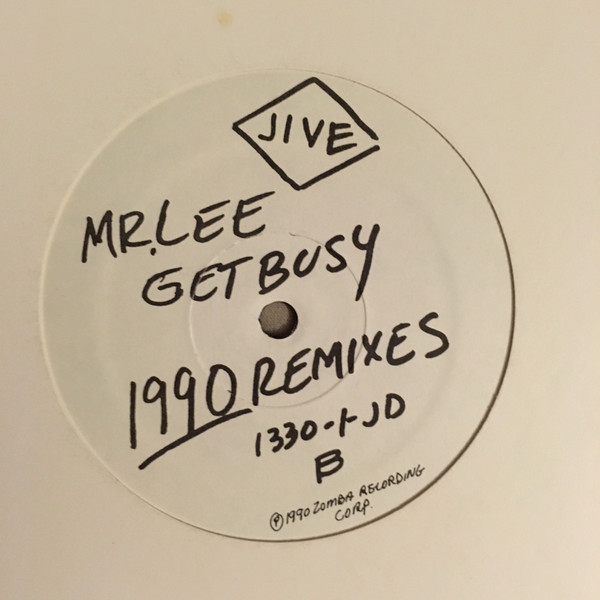 JIVE
MR. LEE
GET BUSY
1990 REMIXES
1330-1-JD
B
℗1990 ZOMBA RECORDING
CORP.